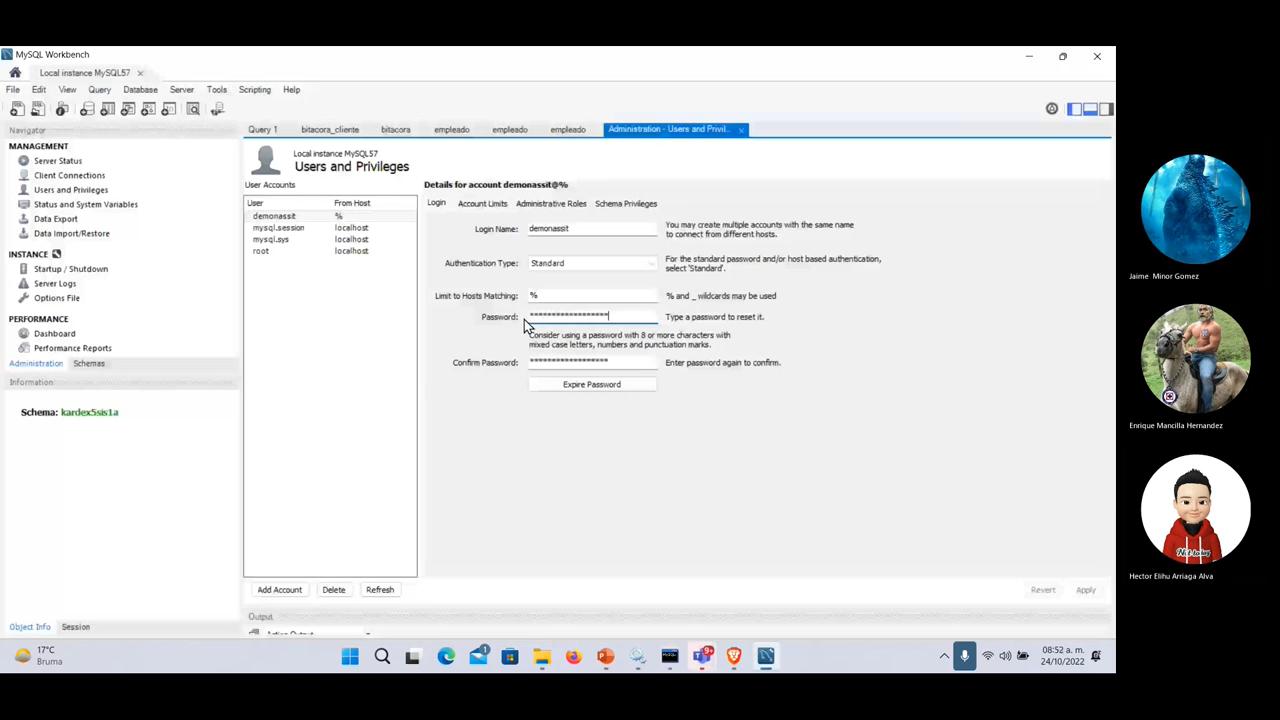 MySQL Workbench
Local instance MySQL57
File Edit View Query Database Server Tools Scripting Help
Navigator
MANAGEMENT
Server Status
Client Connections
Users and Privileges
Status and System Variables
Data Export
Data Import/Restore
INSTANCE
Startup / Shutdown
Server Logs
Options File
PERFORMANCE
Dashboard
Performance Reports
Administration Schemas
Information
Schema: kardex5sis1a
Object Info Session
Query 1 bitacora_cliente bitacora empleado empleado empleado Administration - Users and Privil...
Local instance MySQL57
Users and Privileges
User Accounts
User From Host
demonassit %
mysql.session localhost
mysql.sys localhost
root localhost
Add Account Delete Refresh
Details for account demonassit@%
Login Account Limits Administrative Roles Schema Privileges
Login Name: demonassit
You may create multiple accounts with the same name
to connect from different hosts.
Authentication Type: Standard
For the standard password and/or host based authentication,
select 'Standard'.
Limit to Hosts Matching: % % and _ wildcards may be used
Password: ****************** Type a password to reset it.
Consider using a password with 8 or more characters with
mixed case letters, numbers and punctuation marks.
Confirm Password: ****************** Enter password again to confirm.
Expire Password
Revert Apply
Output
Action Output
17°C
Bruma
1
9+
08:52 a. m.
24/10/2022
Jaime Minor Gomez
Enrique Mancilla Hernandez
Not today
Hector Elihu Arriaga Alva